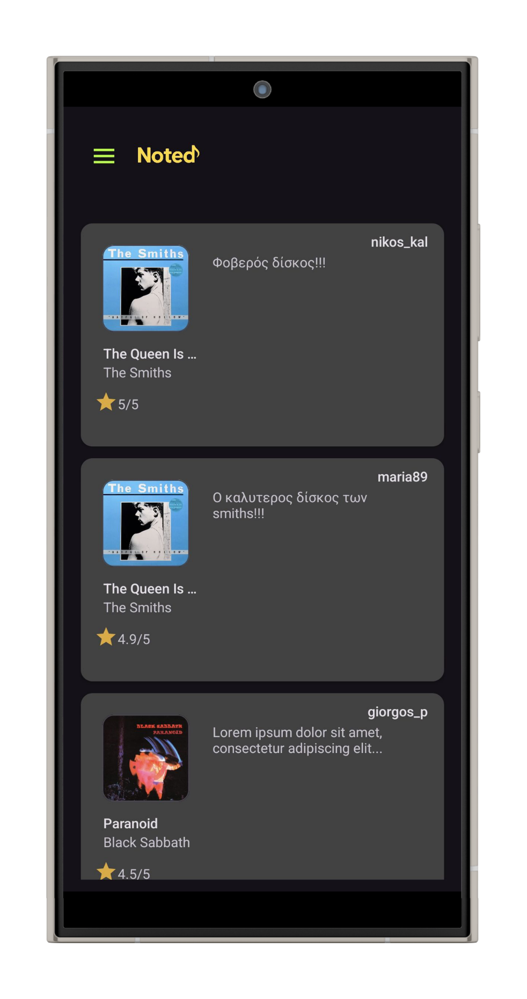 Noted
nikos_kal
The Smiths
Φοβερός δίσκος!!!
"HATFUL OF HOLLOW"
The Queen Is ...
The Smiths
5/5
maria89
The Smiths
Ο καλυτερος δίσκος των
smiths!!!
"HATFUL OF HOLLOW"
The Queen Is ...
The Smiths
4.9/5
giorgos_p
BLACK SABBATH
PARANOID
Lorem ipsum dolor sit amet,
consectetur adipiscing elit...
Paranoid
Black Sabbath
4.5/5